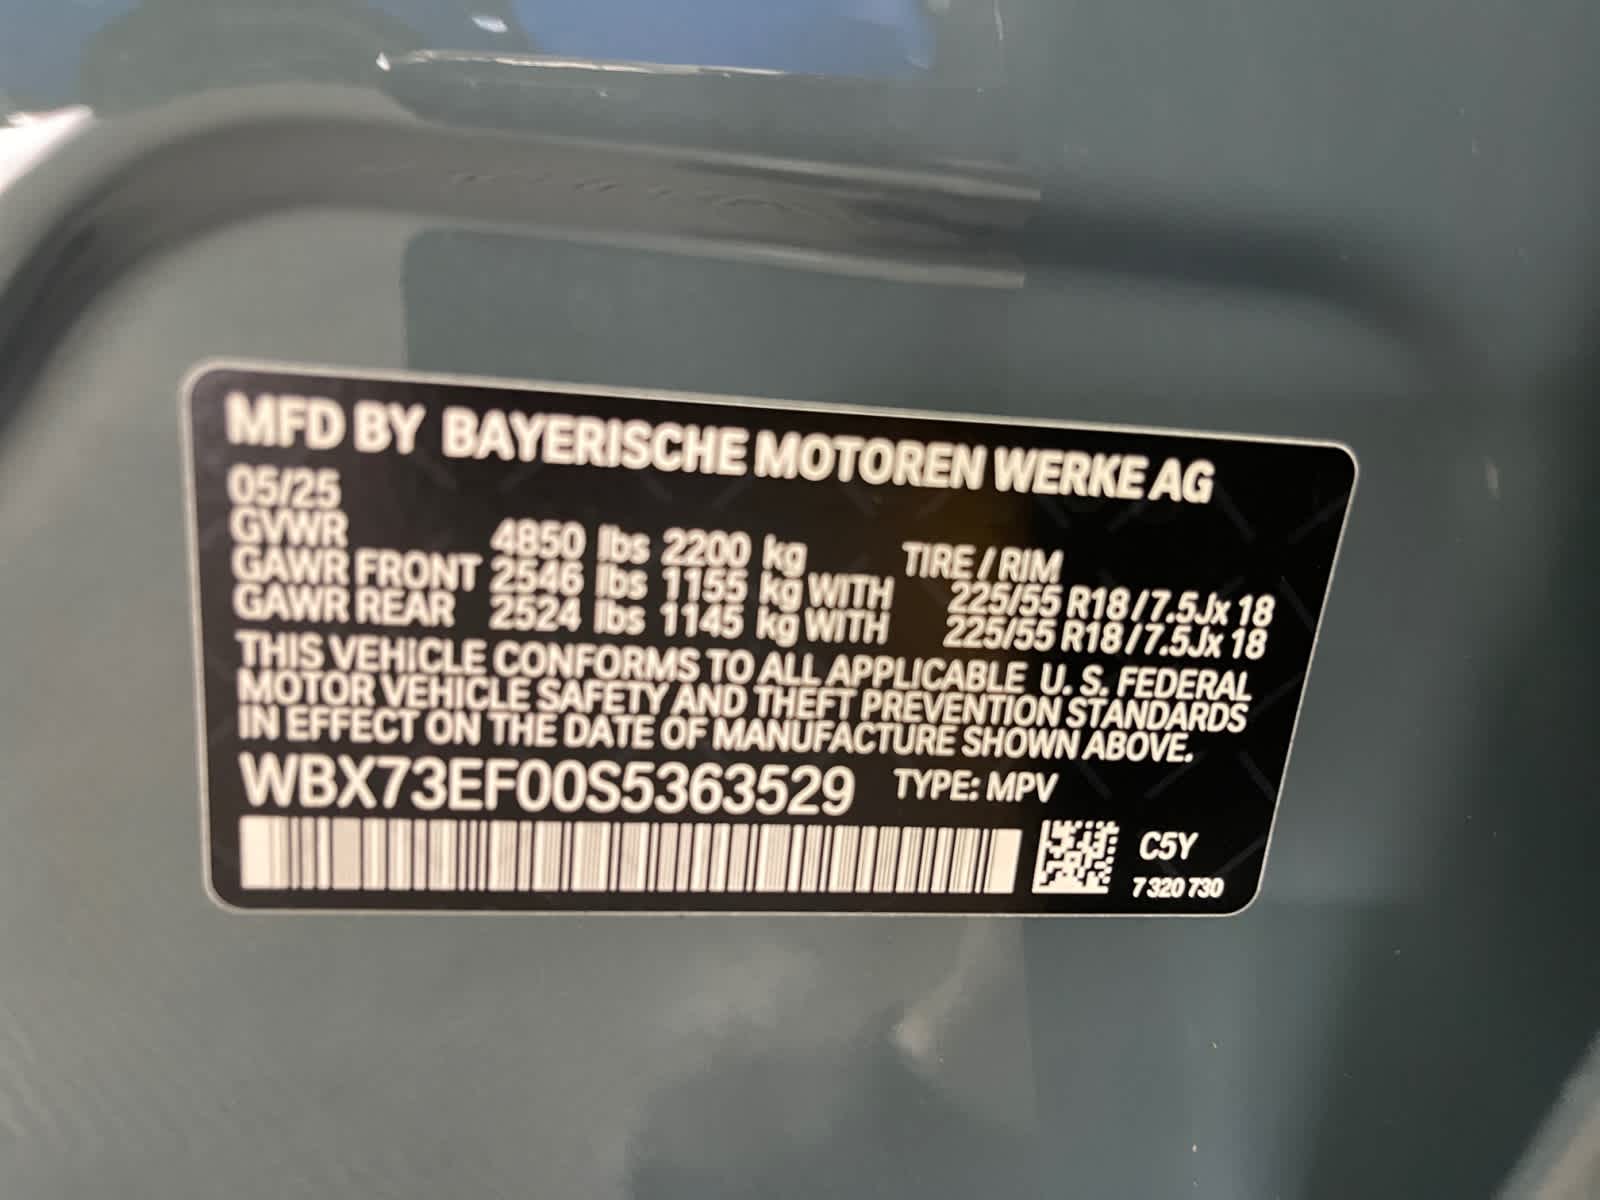 MFD BY BAYERISCHE MOTOREN WERKE AG
05/25
GVWR 4850 lbs 2200 kg TIRE / RIM
GAWR FRONT 2546 lbs 1155 kg WITH 225/55 R18 / 7.5Jx 18
GAWR REAR 2524 lbs 1145 kg WITH 225/55 R18 / 7.5Jx 18
THIS VEHICLE CONFORMS TO ALL APPLICABLE U. S. FEDERAL
MOTOR VEHICLE SAFETY AND THEFT PREVENTION STANDARDS
IN EFFECT ON THE DATE OF MANUFACTURE SHOWN ABOVE.
WBX73EF00S5363529 TYPE: MPV
C5Y
7 320 730